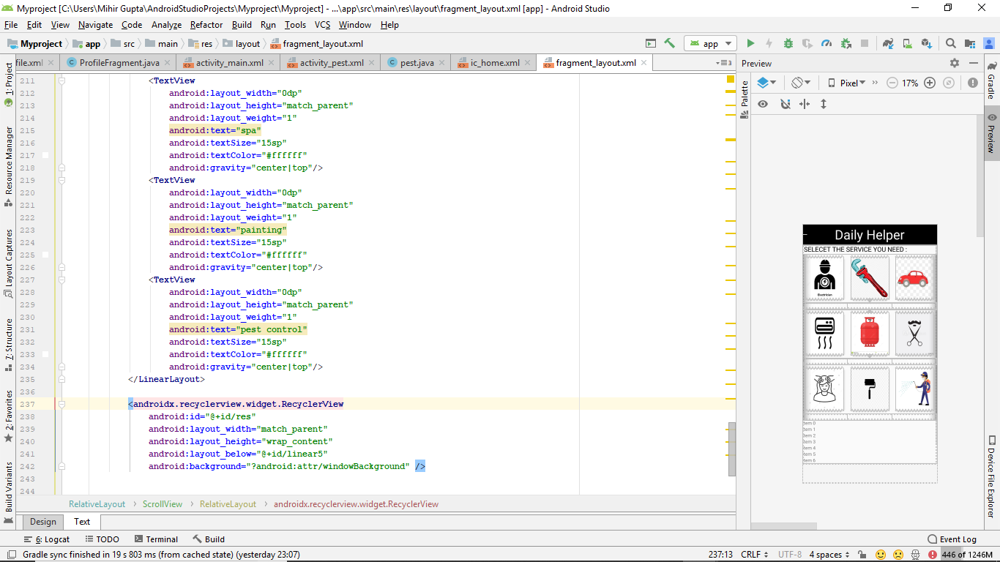 Myproject [C:\Users\Mihir Gupta\AndroidStudioProjects\Myproject\Myproject] - ...\app\src\main\res\layout\fragment_layout.xml [app] - Android Studio
File Edit View Navigate Code Analyze Refactor Build Run Tools VCS Window Help
Myproject app src main res layout fragment_layout.xml app
file.xml ProfileFragment.java activity_main.xml activity_pest.xml pest.java ic_home.xml fragment_layout.xml 3 Preview
Pixel 17%
1: Project
Resource Manager
Layout Captures
7: Structure
2: Favorites
Build Variants
211 <TextView
212 android:layout_width="0dp"
213 android:layout_height="match_parent"
214 android:layout_weight="1"
215 android:text="spa"
216 android:textSize="15sp"
217 android:textColor="#ffffff"
218 android:gravity="center|top"/>
219 <TextView
220 android:layout_width="0dp"
221 android:layout_height="match_parent"
222 android:layout_weight="1"
223 android:text="painting"
224 android:textSize="15sp"
225 android:textColor="#ffffff"
226 android:gravity="center|top"/>
227 <TextView
228 android:layout_width="0dp"
229 android:layout_height="match_parent"
230 android:layout_weight="1"
231 android:text="pest control"
232 android:textSize="15sp"
233 android:textColor="#ffffff"
234 android:gravity="center|top"/>
235 </LinearLayout>
236
237 <androidx.recyclerview.widget.RecyclerView
238 android:id="@+id/res"
239 android:layout_width="match_parent"
240 android:layout_height="wrap_content"
241 android:layout_below="@+id/linear5"
242 android:background="?android:attr/windowBackground" />
243
244
RelativeLayout ScrollView RelativeLayout androidx.recyclerview.widget.RecyclerView
Design Text
Palette
Daily Helper
SELECET THE SERVICE YOU NEED :
Electrician
Item 0
Item 1
Item 2
Item 3
Item 4
Item 5
Item 6
Gradle
Preview
Device File Explorer
6: Logcat TODO Terminal Build Event Log
Gradle sync finished in 19 s 803 ms (from cached state) (yesterday 23:07) 237:13 CRLF UTF-8 4 spaces 446 of 1246M